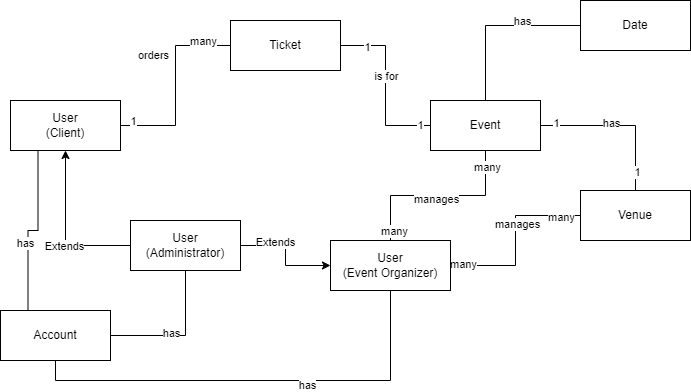 has
Date
Ticket
many
1
orders
is for
User
(Client)
1
1
Event
1
has
many
1
manages
many
Venue
manages
many
has
Extends
User
(Administrator)
Extends
User
(Event Organizer)
many
Account
has
has